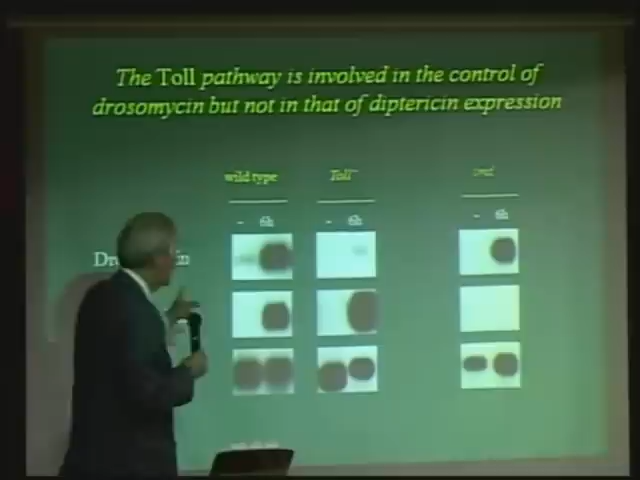 The Toll pathway is involved in the control of
drosomycin but not in that of diptericin expression
wild type Toll⁻ imd
- 6h - 6h - 6h